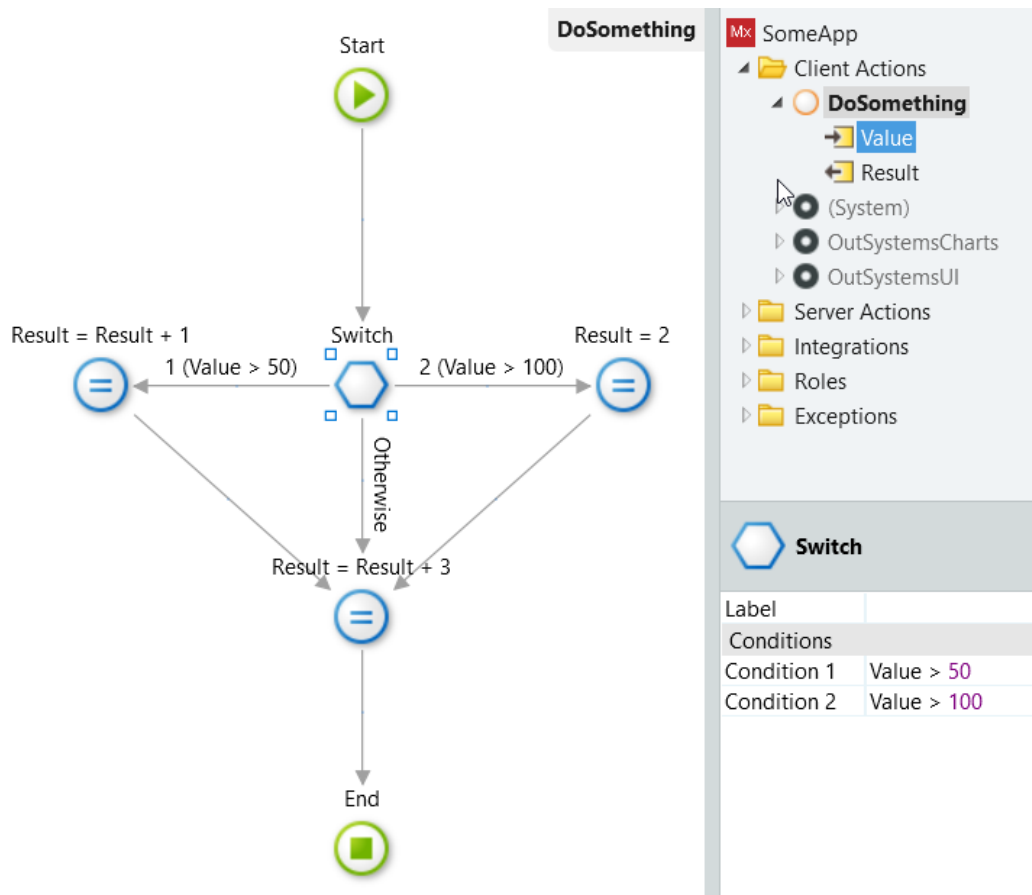 DoSomething
Start
Result = Result + 1
Switch
Result = 2
1 (Value > 50)
2 (Value > 100)
Otherwise
Result = Result + 3
End
Mx SomeApp
Client Actions
DoSomething
Value
Result
(System)
OutSystemsCharts
OutSystemsUI
Server Actions
Integrations
Roles
Exceptions
Switch
Label
Conditions
Condition 1 Value > 50
Condition 2 Value > 100